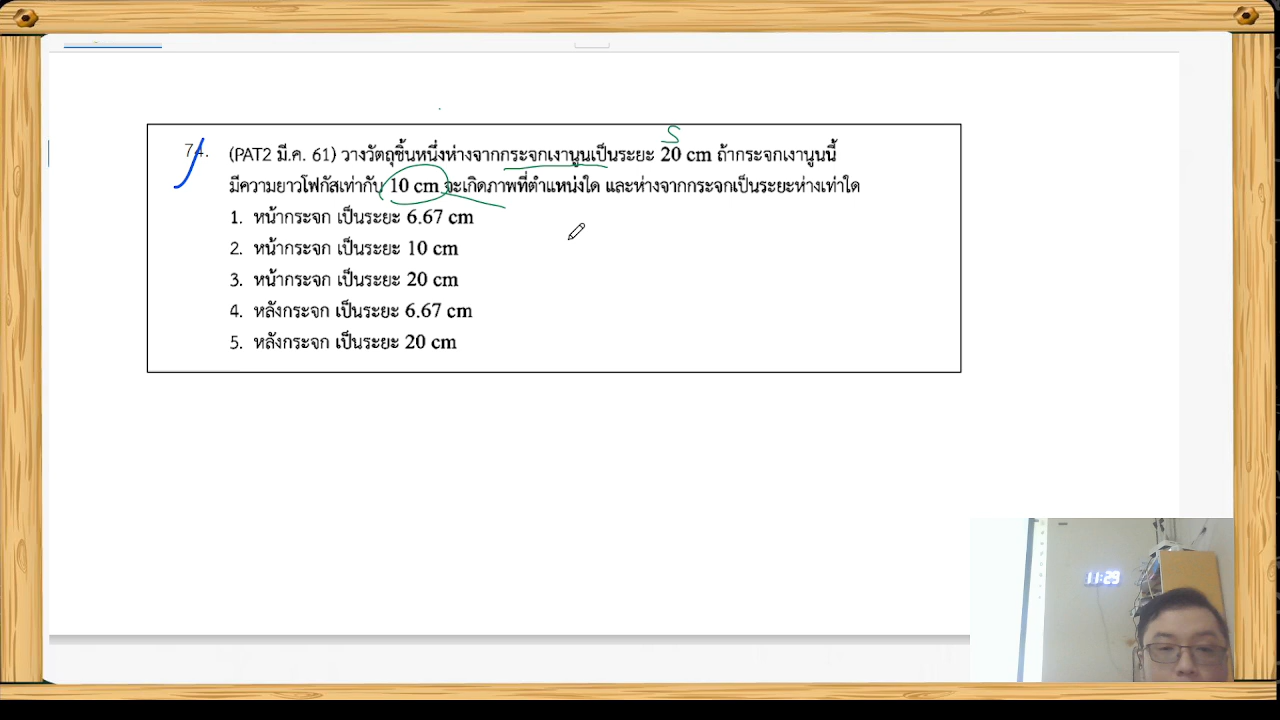 S
74. (PAT2 มี.ค. 61) วางวัตถุชิ้นหนึ่งห่างจากกระจกเงานูนเป็นระยะ 20 cm ถ้ากระจกเงานูนนี้
มีความยาวโฟกัสเท่ากับ 10 cm จะเกิดภาพที่ตำแหน่งใด และห่างจากกระจกเป็นระยะห่างเท่าใด
1. หน้ากระจก เป็นระยะ 6.67 cm
2. หน้ากระจก เป็นระยะ 10 cm
3. หน้ากระจก เป็นระยะ 20 cm
4. หลังกระจก เป็นระยะ 6.67 cm
5. หลังกระจก เป็นระยะ 20 cm
11:29